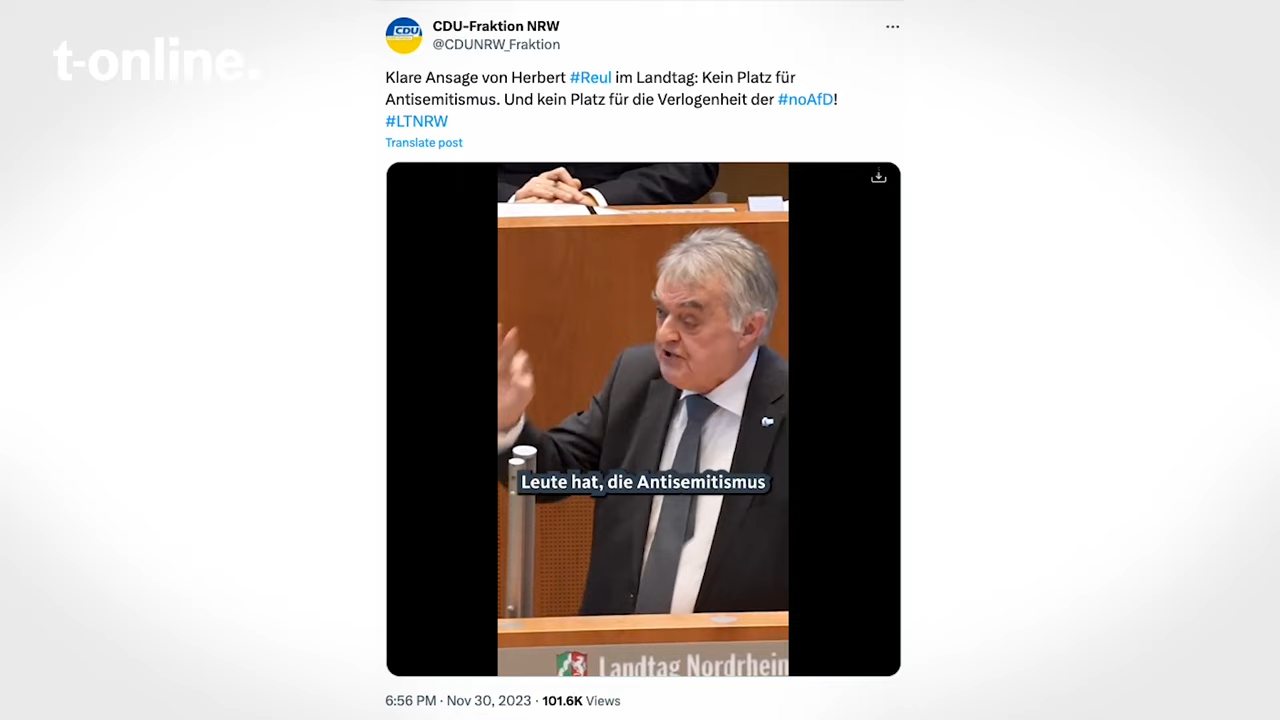 t-online.
CDU
CDU-Fraktion NRW
@CDUNRW_Fraktion
Klare Ansage von Herbert #Reul im Landtag: Kein Platz für
Antisemitismus. Und kein Platz für die Verlogenheit der #noAfD!
#LTNRW
Translate post
Leute hat, die Antisemitismus
Landtag Nordrhein
6:56 PM · Nov 30, 2023 · 101.6K Views